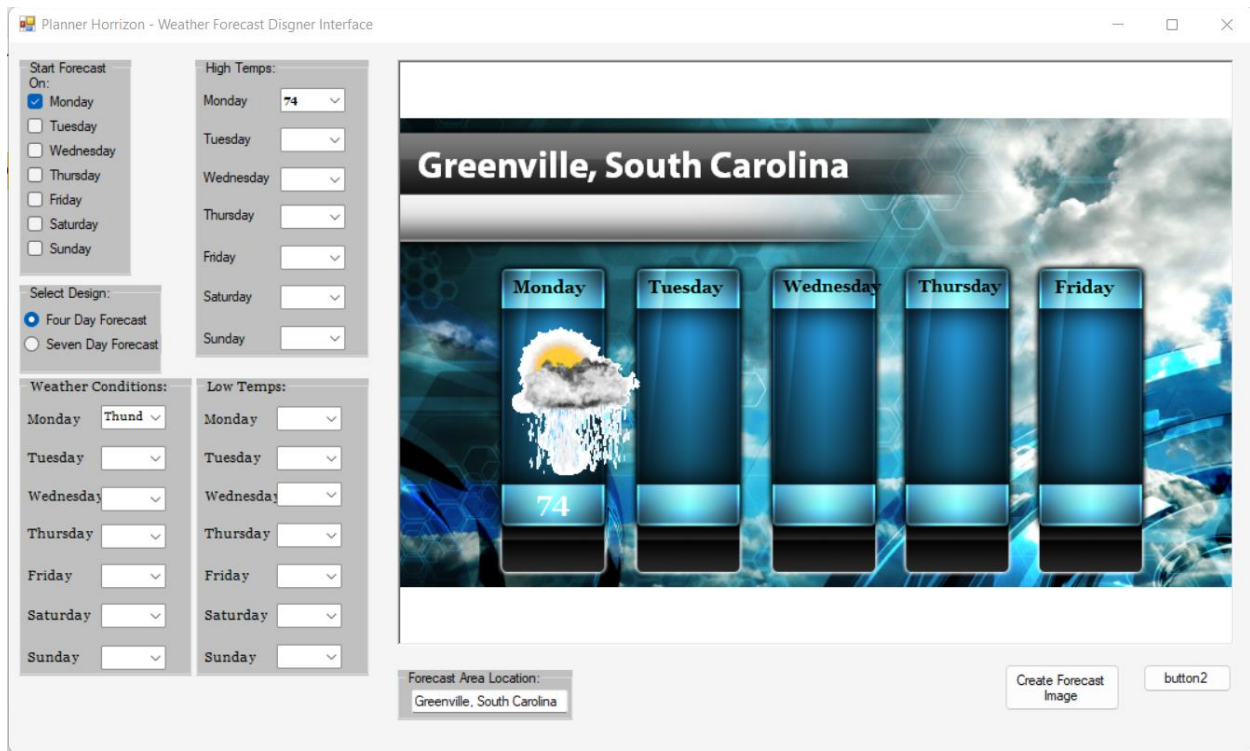 Planner Horrizon - Weather Forecast Disgner Interface
Start Forecast
On:
Monday
Tuesday
Wednesday
Thursday
Friday
Saturday
Sunday
High Temps:
Monday 74
Tuesday
Wednesday
Thursday
Friday
Saturday
Sunday
Select Design:
Four Day Forecast
Seven Day Forecast
Weather Conditions:
Monday Thund
Tuesday
Wednesday
Thursday
Friday
Saturday
Sunday
Low Temps:
Monday
Tuesday
Wednesday
Thursday
Friday
Saturday
Sunday
Greenville, South Carolina
Monday Tuesday Wednesday Thursday Friday
74
Forecast Area Location:
Greenville, South Carolina
Create Forecast
Image
button2